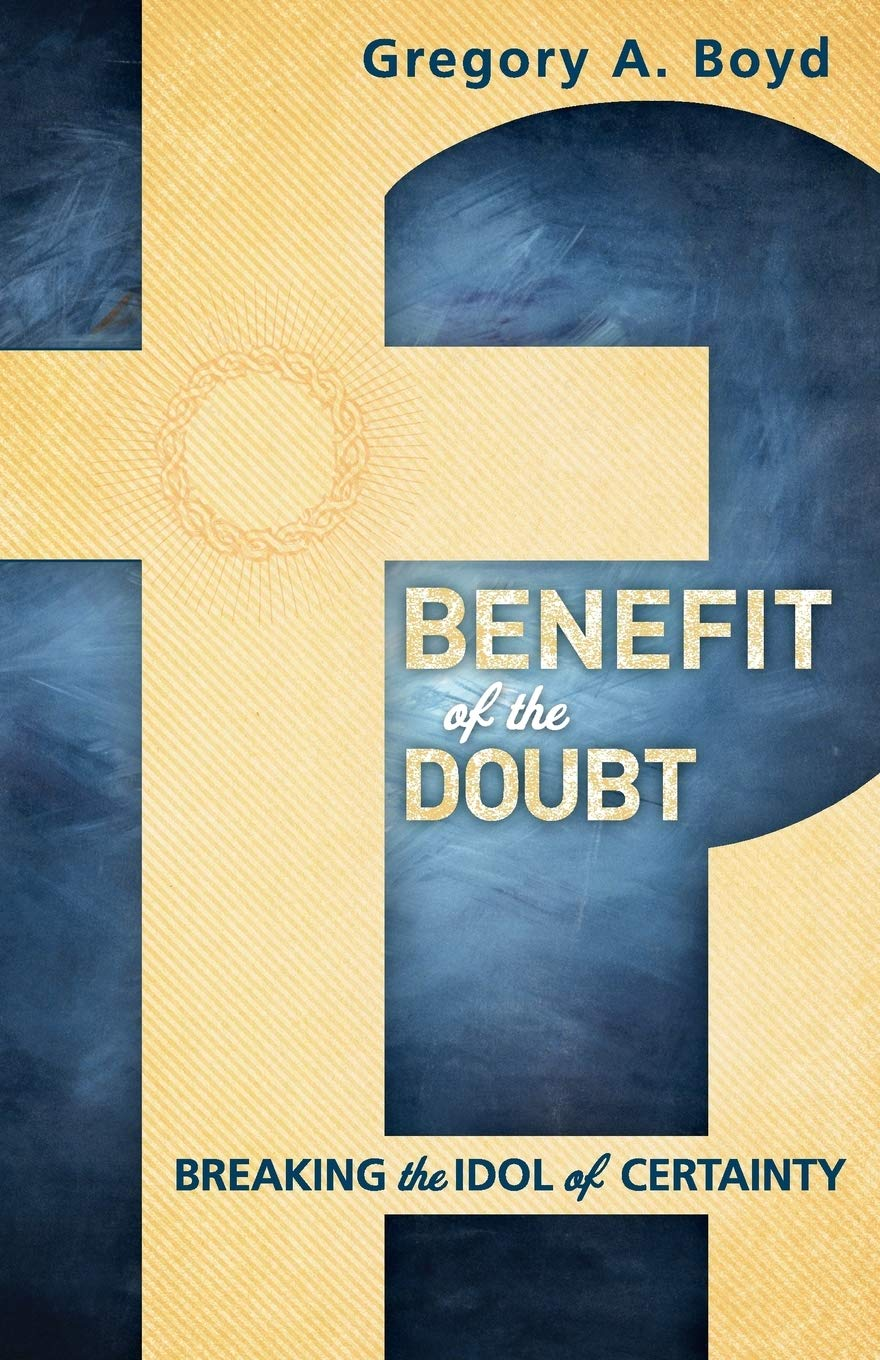 Gregory A. Boyd
BENEFIT
of the
DOUBT
BREAKING the IDOL of CERTAINTY